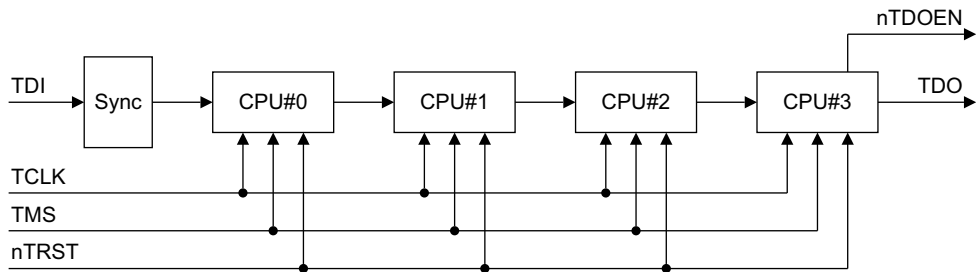 nTDOEN
TDI
Sync
CPU#0
CPU#1
CPU#2
CPU#3
TDO
TCLK
TMS
nTRST